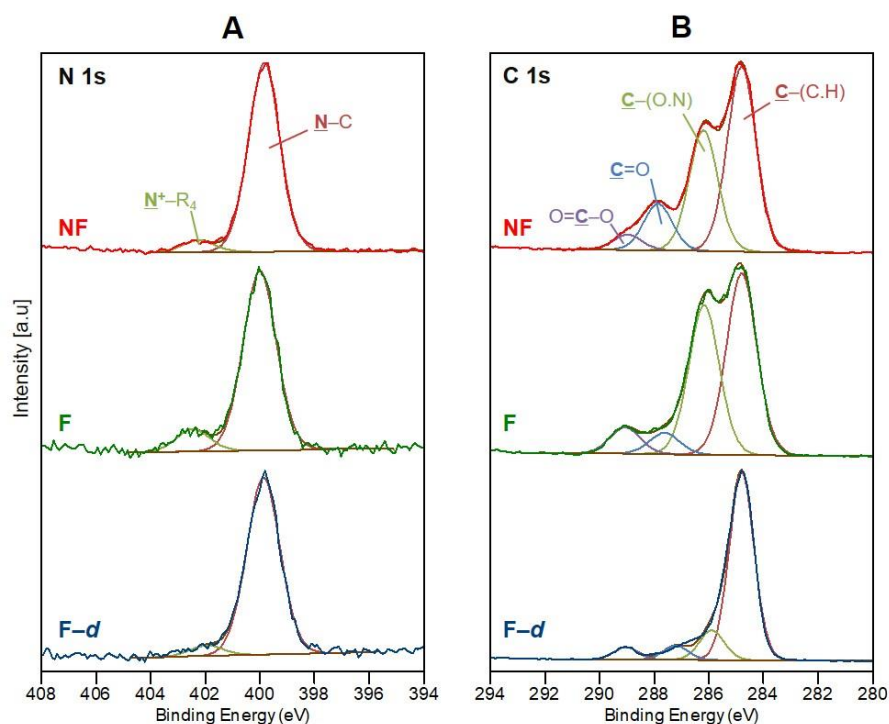 A
B
N 1s
N–C
N⁺–R₄
NF
F
F–d
408 406 404 402 400 398 396 394
Binding Energy (eV)
Intensity [a.u]
C 1s
C–(O.N)
C–(C.H)
C=O
O=C–O
NF
F
F–d
294 292 290 288 286 284 282 280
Binding Energy (eV)